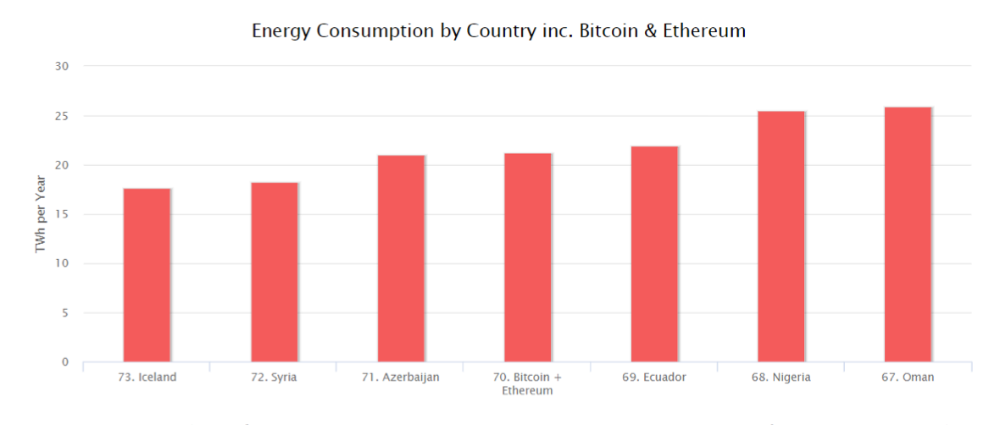 Energy Consumption by Country inc. Bitcoin & Ethereum
30
25
20
15
10
5
0
TWh per Year
73. Iceland
72. Syria
71. Azerbaijan
70. Bitcoin +
Ethereum
69. Ecuador
68. Nigeria
67. Oman